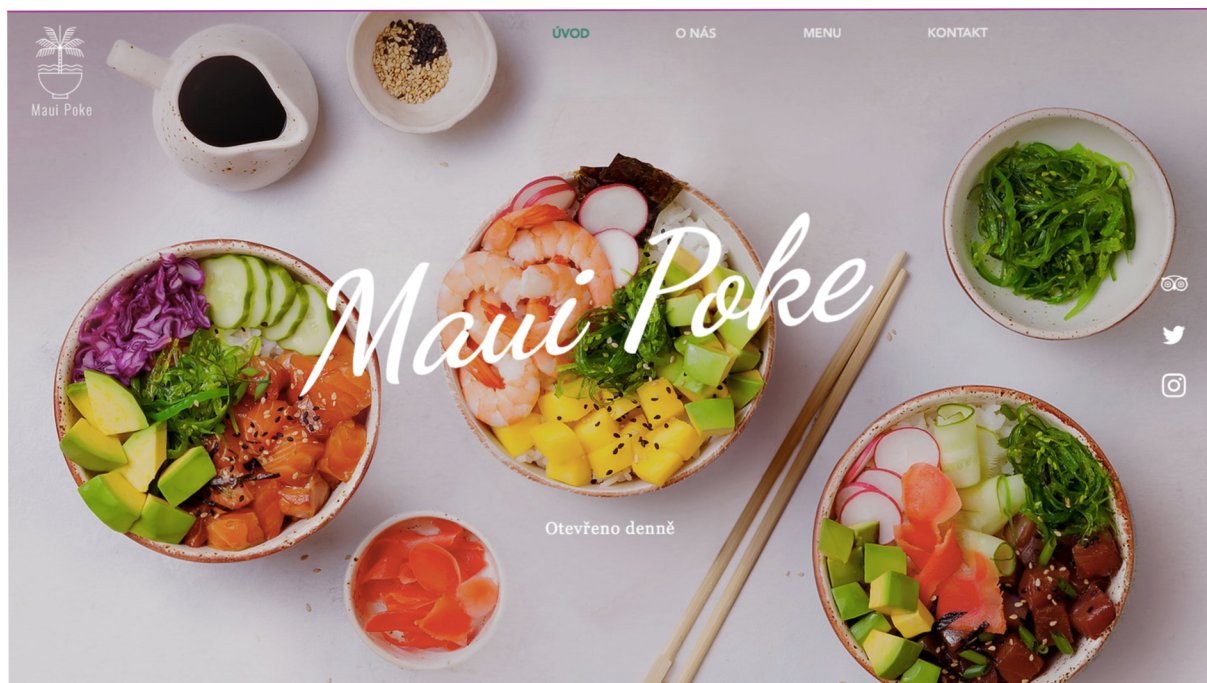 ÚVOD
O NÁS
MENU
KONTAKT
Maui Poke
Maui Poke
Otevřeno denně